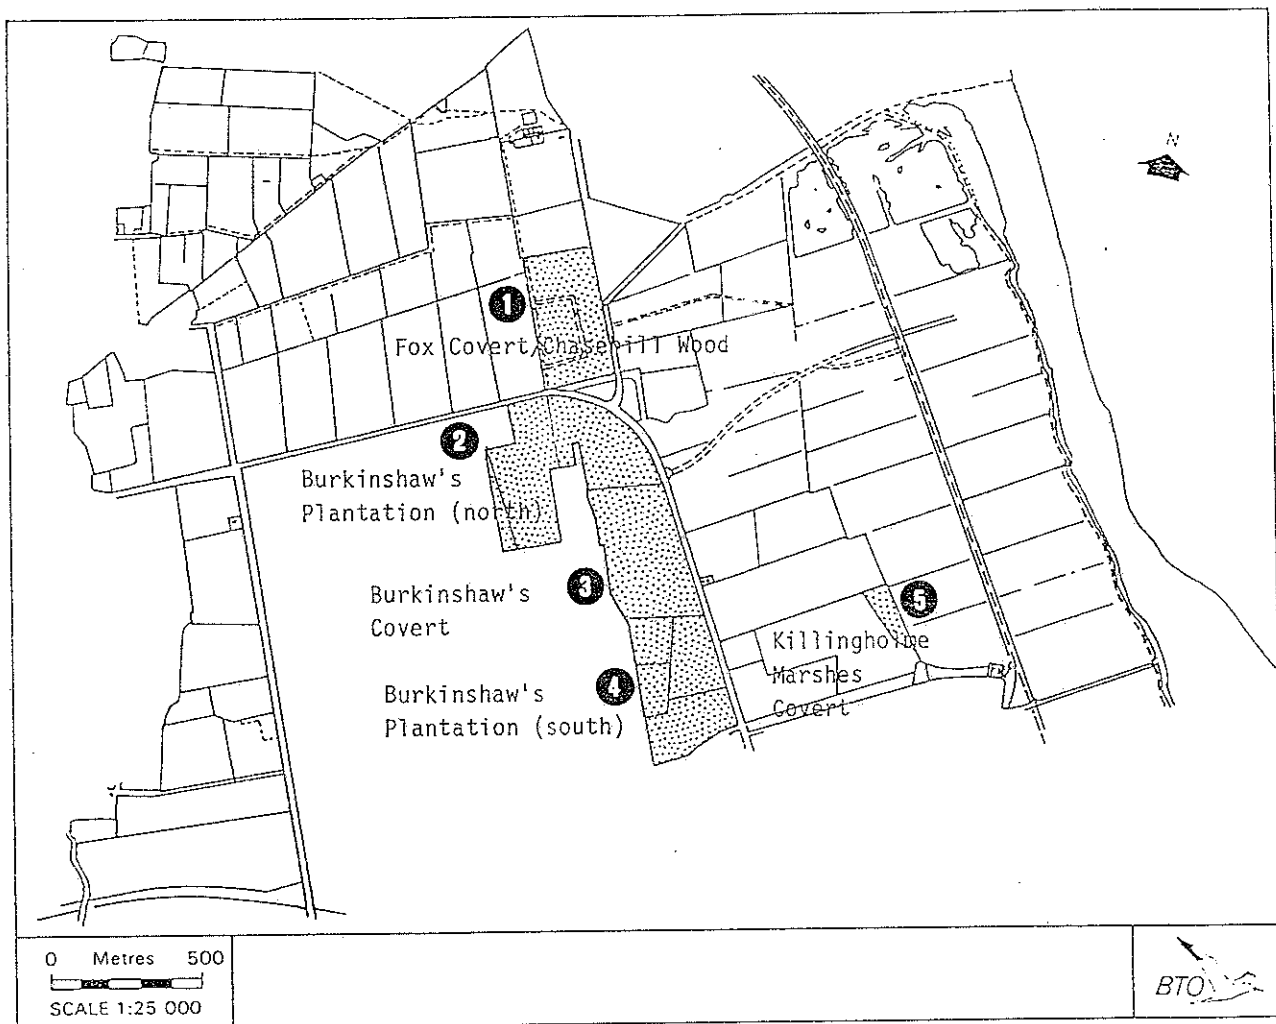 N
1
Fox Covert/Chasehill Wood
2
Burkinshaw's
Plantation (north)
3
Burkinshaw's
Covert
5
Killingholme
Marshes
Covert
4
Burkinshaw's
Plantation (south)
0 Metres 500
SCALE 1:25 000
BTO